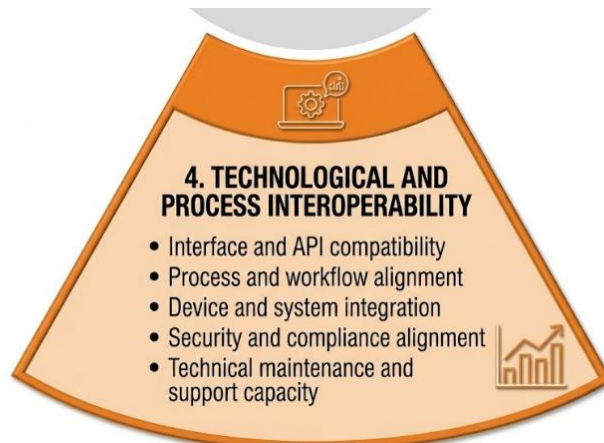 4. TECHNOLOGICAL AND
PROCESS INTEROPERABILITY
• Interface and API compatibility
• Process and workflow alignment
• Device and system integration
• Security and compliance alignment
• Technical maintenance and
support capacity